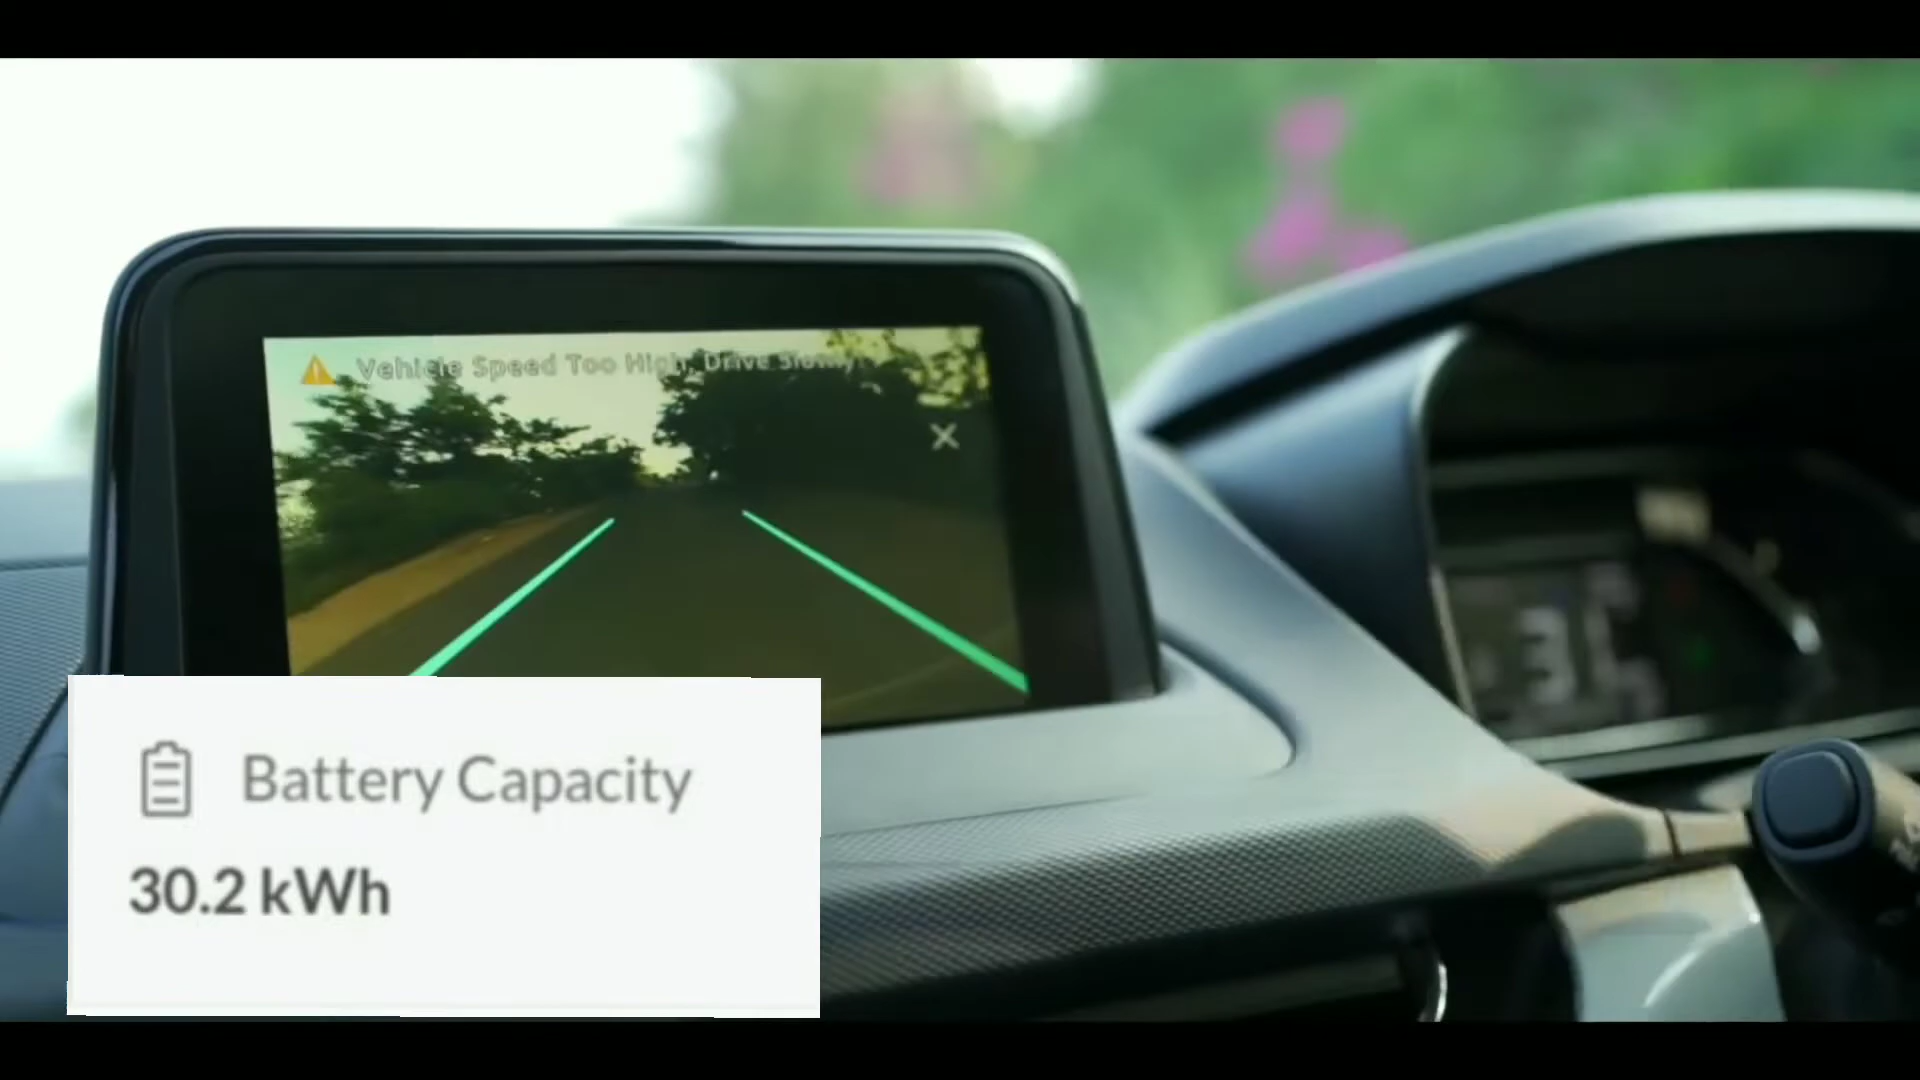 Vehicle Speed Too High, Drive Slowly!
Battery Capacity
30.2 kWh